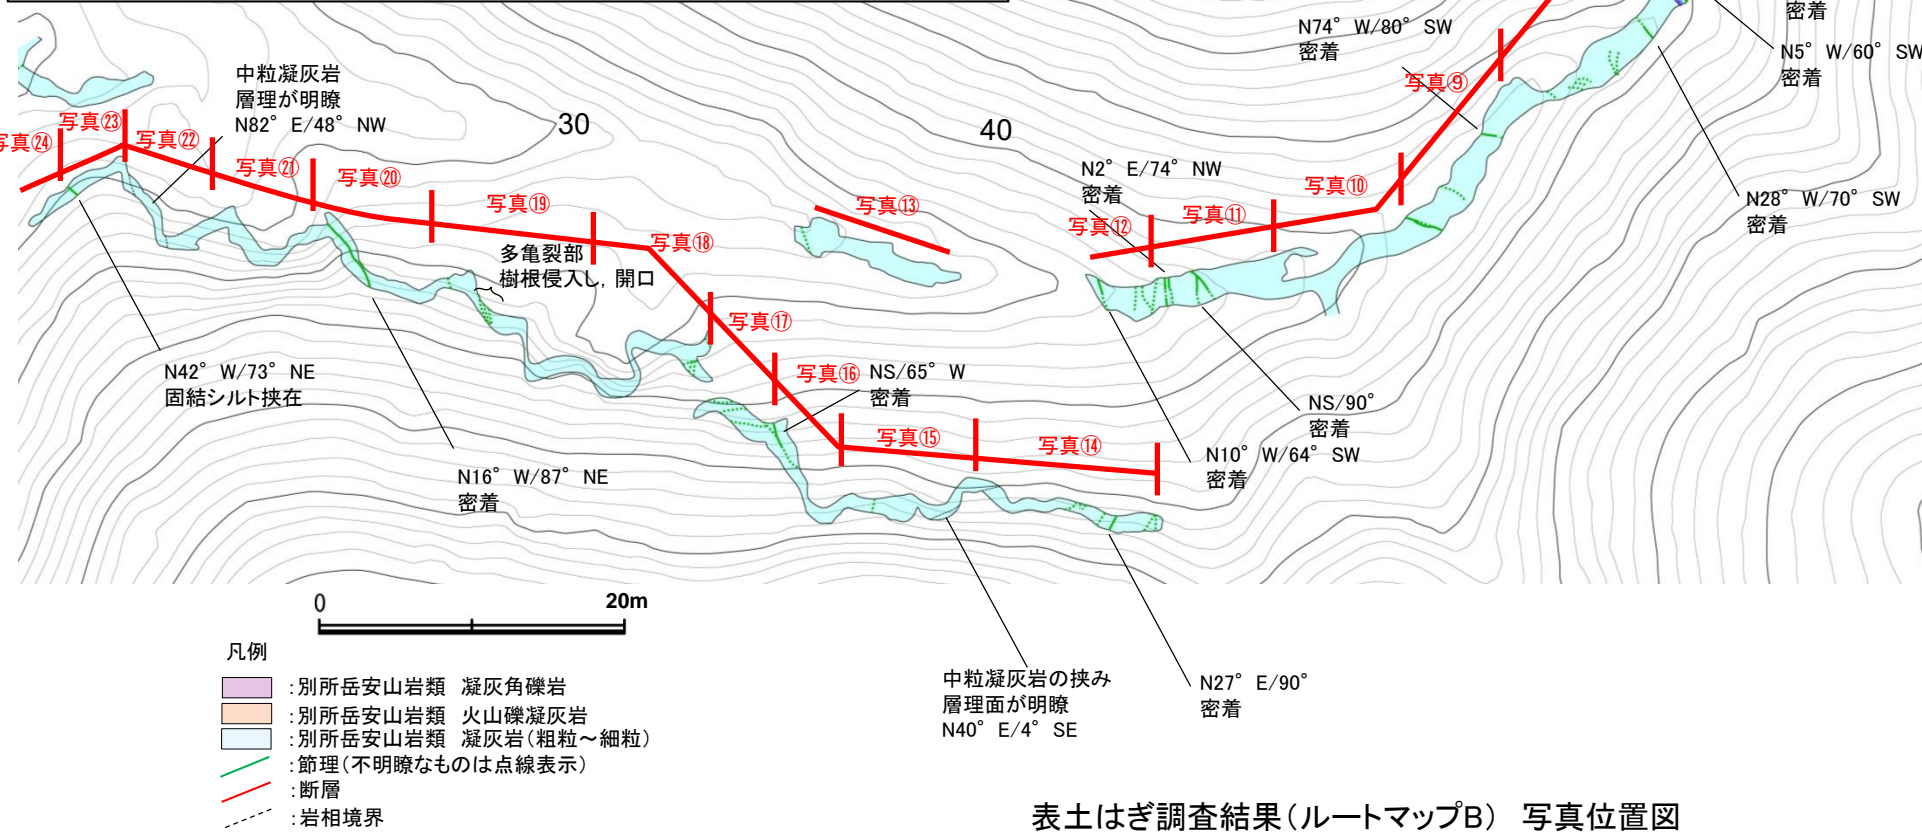 密着
N74°W/80°SW
密着
N5°W/60°SW
密着
写真⑨
中粒凝灰岩
層理が明瞭
N82°E/48°NW
写真㉓
写真㉒
写真㉔
30
40
写真㉑
写真⑳
N2°E/74°NW
密着
写真⑩
N28°W/70°SW
密着
写真⑲
写真⑬
写真⑪
写真⑫
写真⑱
多亀裂部
樹根侵入し,開口
写真⑰
N42°W/73°NE
固結シルト挟在
写真⑯
NS/65°W
密着
NS/90°
密着
写真⑮
写真⑭
N10°W/64°SW
密着
N16°W/87°NE
密着
0
20m
凡例
:別所岳安山岩類 凝灰角礫岩
:別所岳安山岩類 火山礫凝灰岩
:別所岳安山岩類 凝灰岩(粗粒~細粒)
:節理(不明瞭なものは点線表示)
:断層
:岩相境界
中粒凝灰岩の挟み
層理面が明瞭
N40°E/4°SE
N27°E/90°
密着
表土はぎ調査結果(ルートマップB) 写真位置図